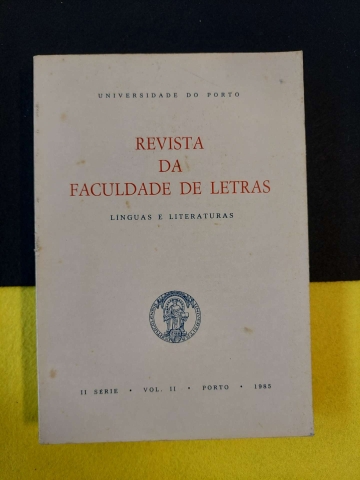 UNIVERSIDADE DO PORTO
REVISTA
DA
FACULDADE DE LETRAS
LÍNGUAS E LITERATURAS
II SÉRIE • VOL. II • PORTO • 1985